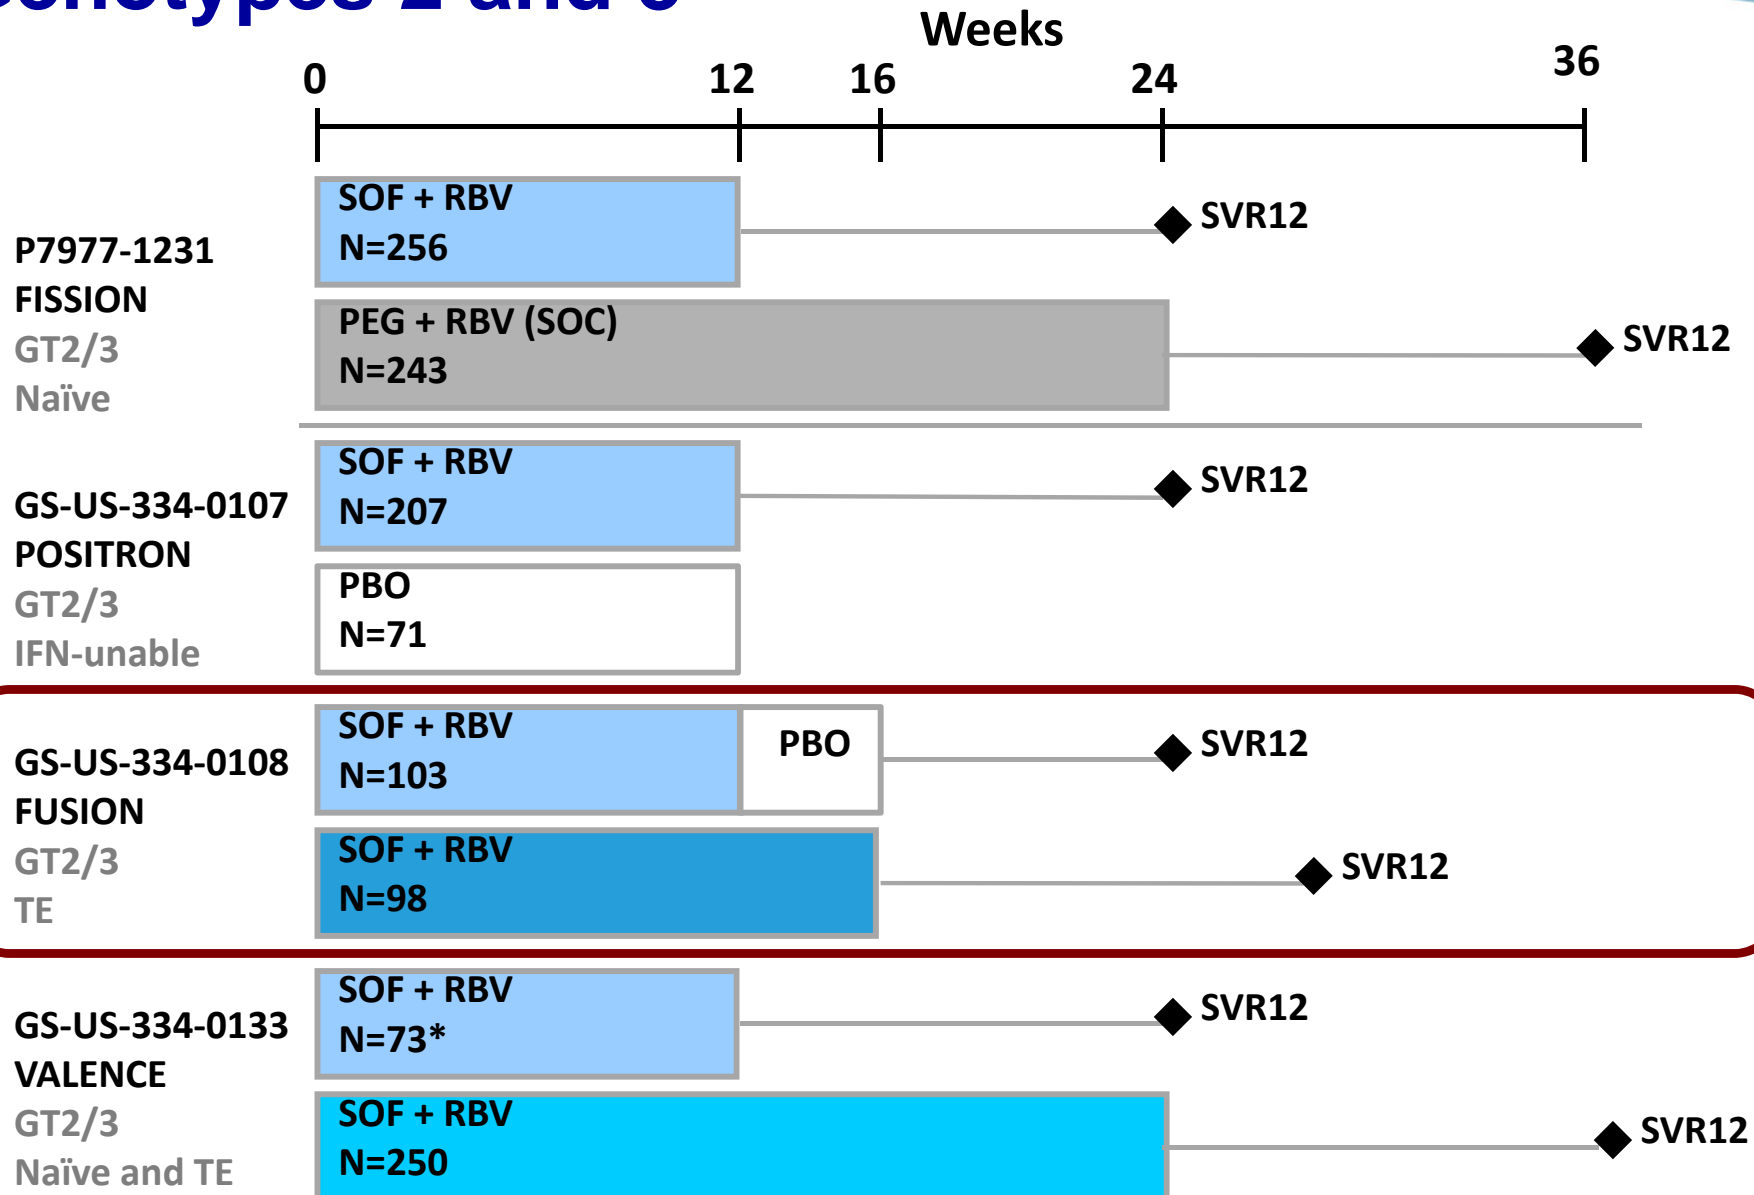 Weeks
0 12 16 24 36
P7977-1231
FISSION
GT2/3
Naïve
SOF + RBV
N=256
SVR12
PEG + RBV (SOC)
N=243
SVR12
GS-US-334-0107
POSITRON
GT2/3
IFN-unable
SOF + RBV
N=207
SVR12
PBO
N=71
GS-US-334-0108
FUSION
GT2/3
TE
SOF + RBV
N=103
PBO
SVR12
SOF + RBV
N=98
SVR12
GS-US-334-0133
VALENCE
GT2/3
Naïve and TE
SOF + RBV
N=73*
SVR12
SOF + RBV
N=250
SVR12